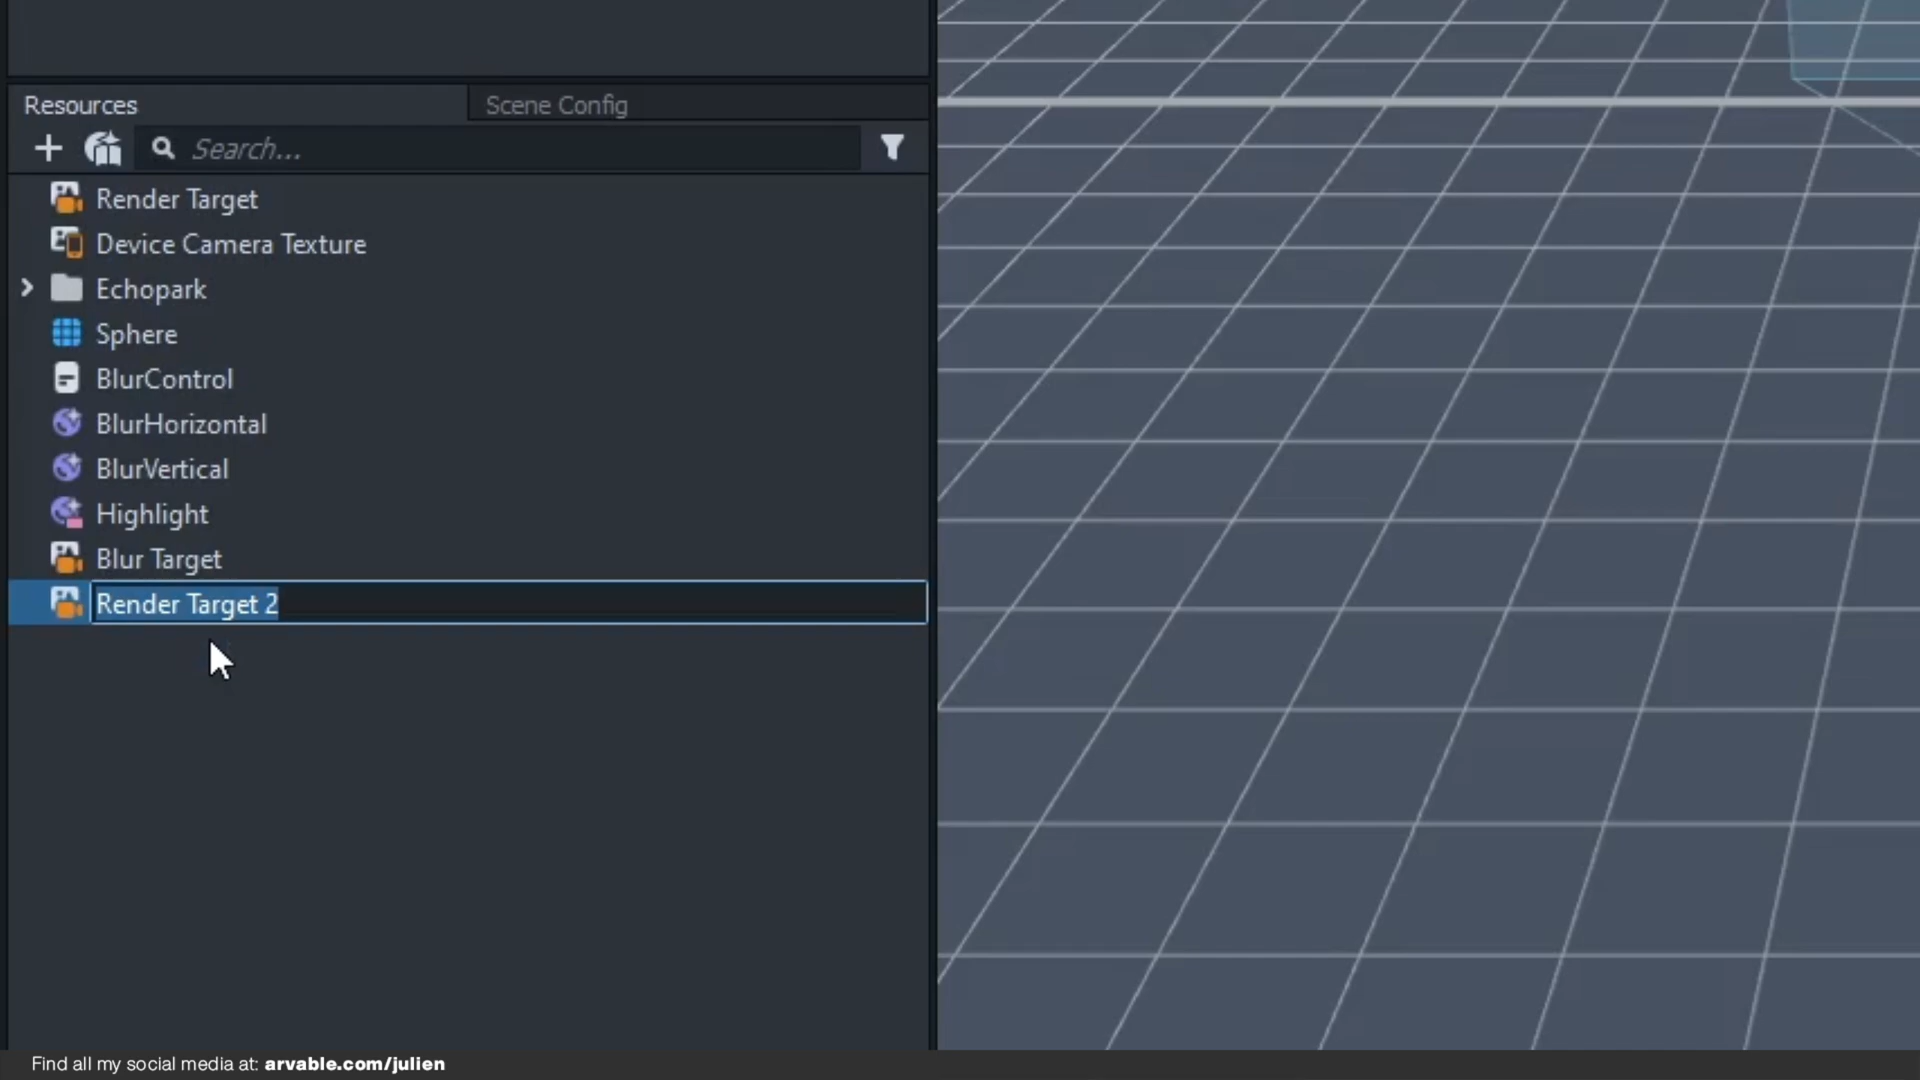 Resources
Scene Config
Search...
Render Target
Device Camera Texture
Echopark
Sphere
BlurControl
BlurHorizontal
BlurVertical
Highlight
Blur Target
Render Target 2
Find all my social media at: arvable.com/julien